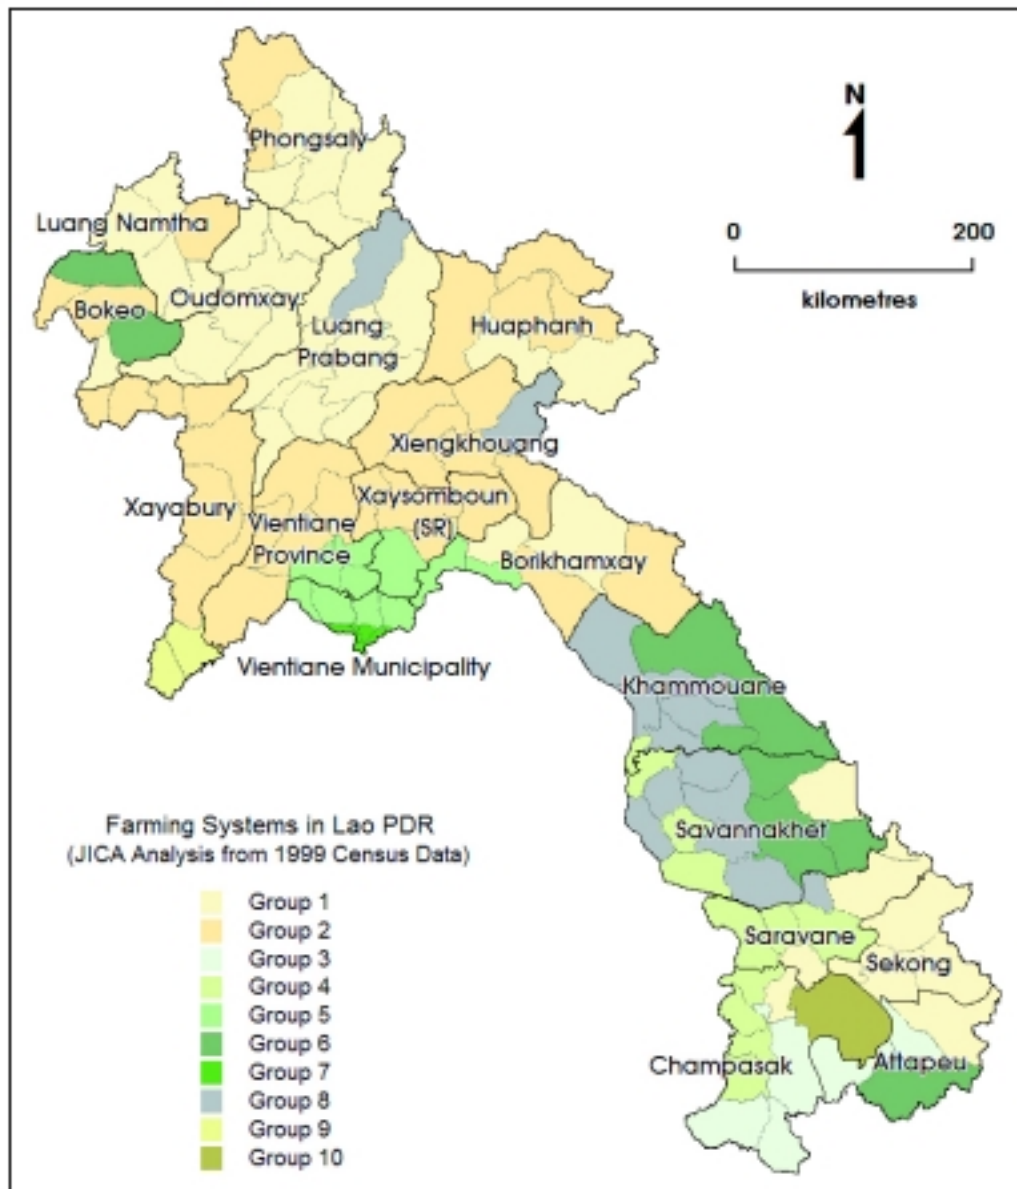 N
Phongsaly
Luang Namtha
0 200
kilometres
Bokeo
Oudomxay
Luang
Prabang
Huaphanh
Xiengkhouang
Xayabury
Vientiane
Province
Xaysomboun
(SR)
Borikhamxay
Vientiane Municipality
Khammouane
Savannakhet
Saravane
Sekong
Champasak
Attapeu
Farming Systems in Lao PDR
(JICA Analysis from 1999 Census Data)
Group 1
Group 2
Group 3
Group 4
Group 5
Group 6
Group 7
Group 8
Group 9
Group 10